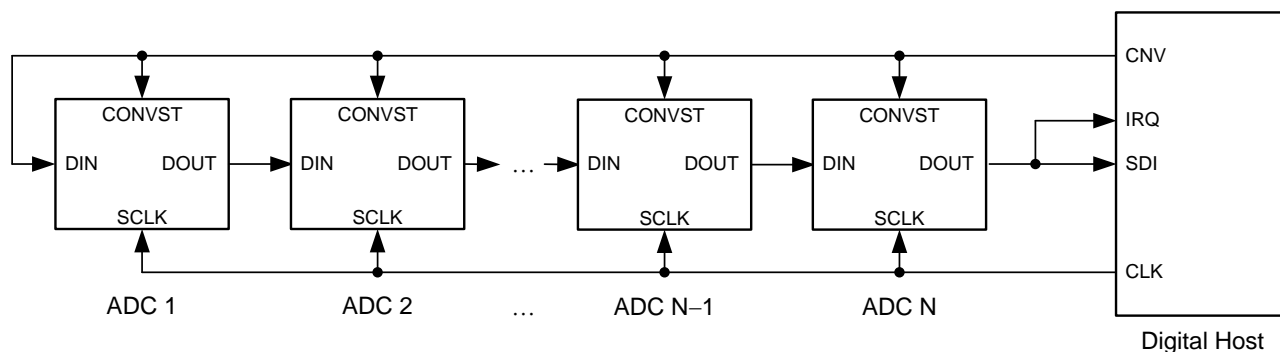 CNV
CONVST CONVST CONVST CONVST
IRQ
DIN DOUT DIN DOUT ... DIN DOUT DIN DOUT SDI
SCLK SCLK SCLK SCLK
CLK
ADC 1 ADC 2 ... ADC N–1 ADC N
Digital Host